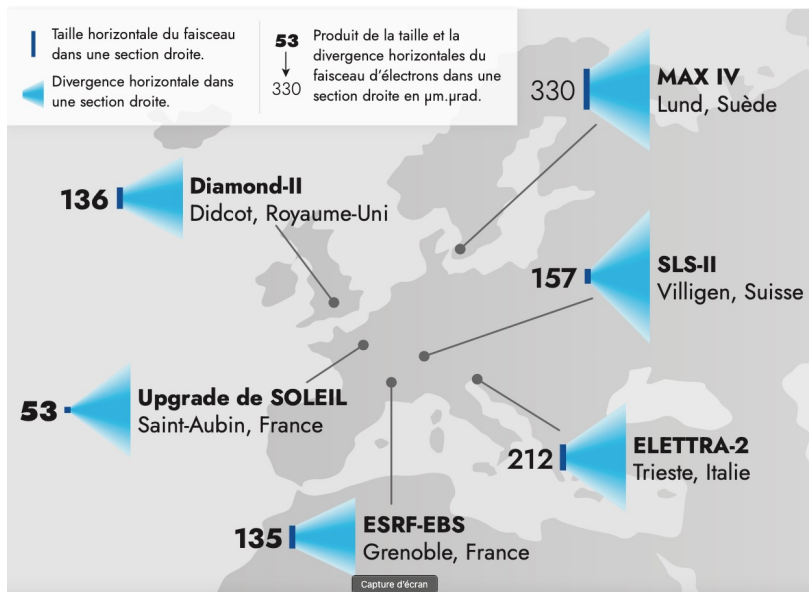 Taille horizontale du faisceau
dans une section droite.
Divergence horizontale dans
une section droite.
53
330
Produit de la taille et la
divergence horizontales du
faisceau d'électrons dans une
section droite en µm.µrad.
330
MAX IV
Lund, Suède
136
Diamond-II
Didcot, Royaume-Uni
157
SLS-II
Villigen, Suisse
53
Upgrade de SOLEIL
Saint-Aubin, France
212
ELETTRA-2
Trieste, Italie
135
ESRF-EBS
Grenoble, France
Capture d'écran